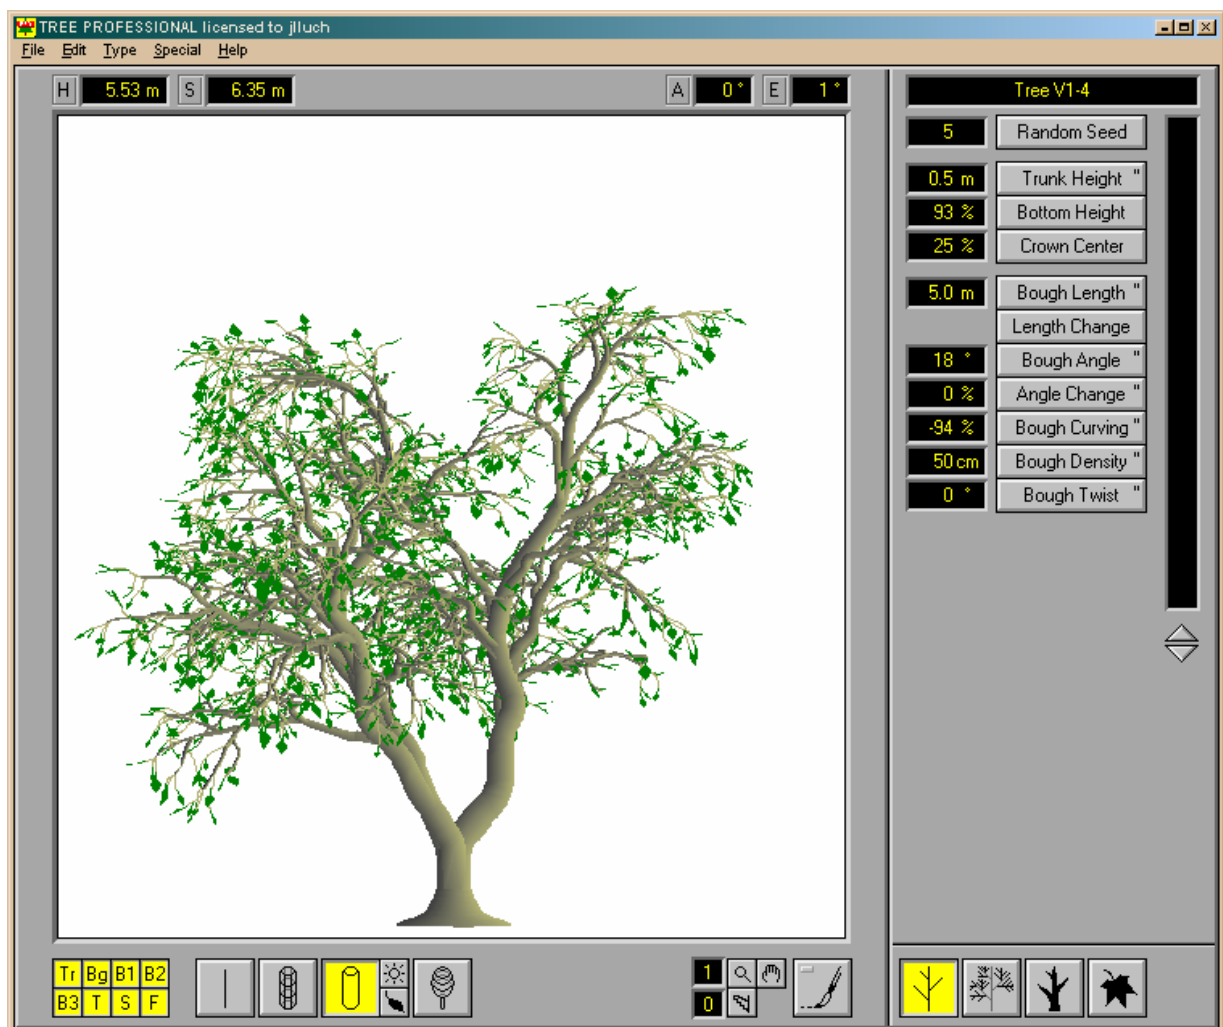 TREE PROFESSIONAL licensed to jlluch
File Edit Type Special Help
H 5.53 m S 6.35 m A 0 ° E 1 °
Tree V1-4
5 Random Seed
0.5 m Trunk Height "
93 % Bottom Height
25 % Crown Center
5.0 m Bough Length "
Length Change
18 ° Bough Angle "
0 % Angle Change "
-94 % Bough Curving "
50 cm Bough Density "
0 ° Bough Twist "
Tr Bg B1 B2
B3 T S F
1
0